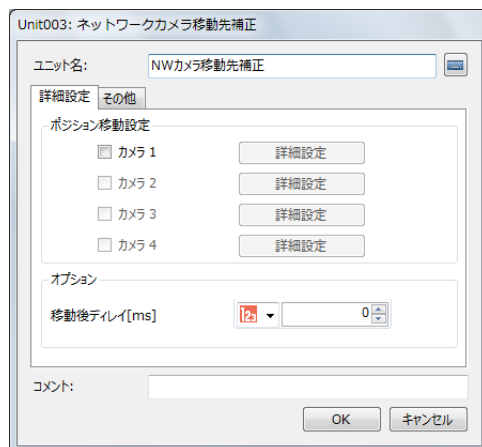 Unit003: ネットワークカメラ移動先補正
ユニット名: NWカメラ移動先補正
詳細設定 その他
ポジション移動設定
カメラ 1 詳細設定
カメラ 2 詳細設定
カメラ 3 詳細設定
カメラ 4 詳細設定
オプション
移動後ディレイ[ms] 123 0
コメント:
OK キャンセル